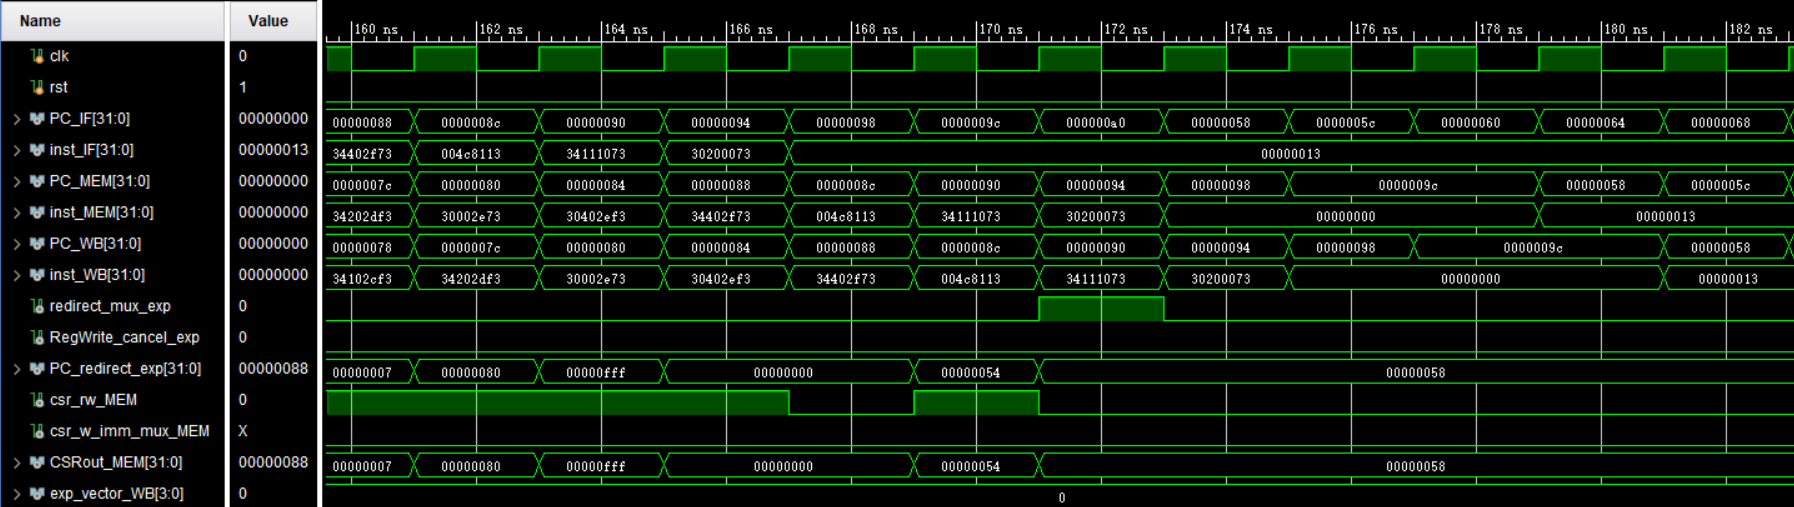 Name Value 160 ns 162 ns 164 ns 166 ns 168 ns 170 ns 172 ns 174 ns 176 ns 178 ns 180 ns 182 ns
clk 0
rst 1
PC_IF[31:0] 00000000 00000088 0000008c 00000090 00000094 00000098 0000009c 000000a0 00000058 0000005c 00000060 00000064 00000068
inst_IF[31:0] 00000013 34402f73 004c8113 34111073 30200073 00000013
PC_MEM[31:0] 00000000 0000007c 00000080 00000084 00000088 0000008c 00000090 00000094 00000098 0000009c 00000058 0000005c
inst_MEM[31:0] 00000000 34202df3 30002e73 30402ef3 34402f73 004c8113 34111073 30200073 00000000 00000013
PC_WB[31:0] 00000000 00000078 0000007c 00000080 00000084 00000088 0000008c 00000090 00000094 00000098 0000009c 00000058
inst_WB[31:0] 00000000 34102cf3 34202df3 30002e73 30402ef3 34402f73 004c8113 34111073 30200073 00000000 00000013
redirect_mux_exp 0
RegWrite_cancel_exp 0
PC_redirect_exp[31:0] 00000088 00000007 00000080 00000fff 00000000 00000054 00000058
csr_rw_MEM 0
csr_w_imm_mux_MEM X
CSRout_MEM[31:0] 00000088 00000007 00000080 00000fff 00000000 00000054 00000058
exp_vector_WB[3:0] 0 0